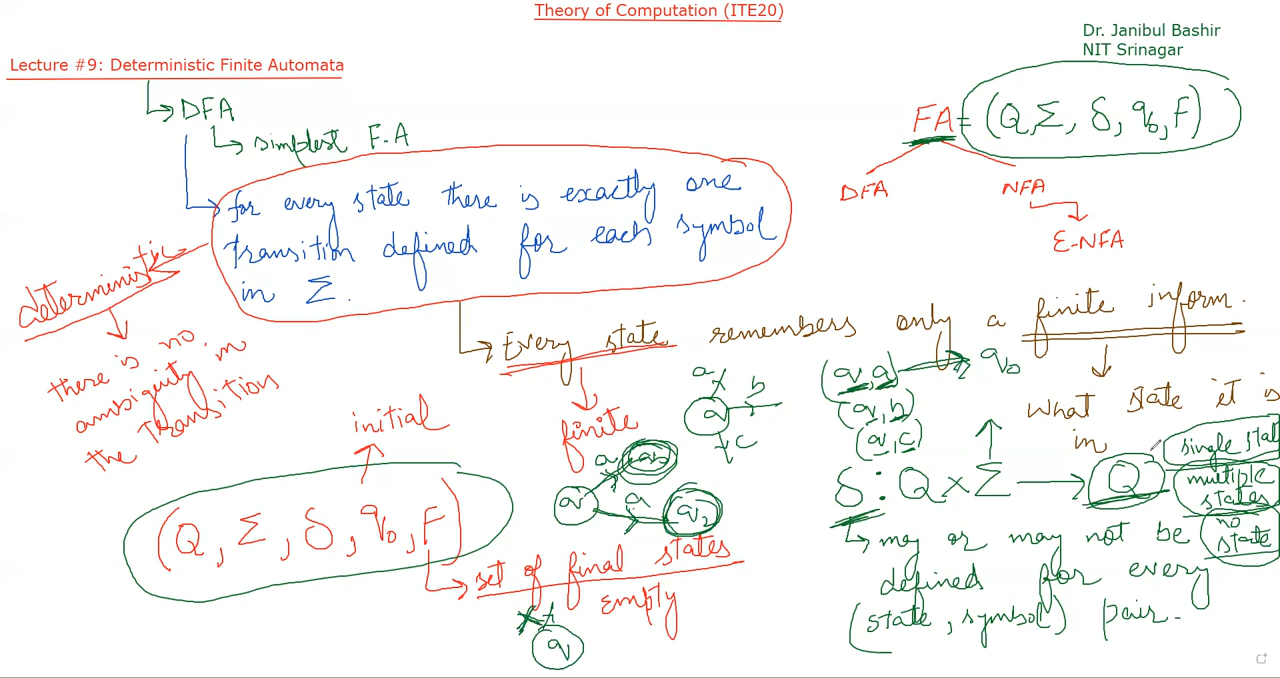 Theory of Computation (ITE20)
Dr. Janibul Bashir
NIT Srinagar
Lecture #9: Deterministic Finite Automata
DFA
simplest F.A
FA = (Q, Σ, δ, q0, F)
DFA
NFA
ε-NFA
for every state there is exactly one
transition defined for each symbol
in Σ.
deterministic
there is no
ambiguity in
the transition
Every state remembers only a finite inform.
finite
What state it is
in
a
q
b
c
(q, a) → q0
(q, b)
(q, c)
initial
(Q, Σ, δ, q0, F)
set of final states
empty
q
a
a
q2
q
δ : Q × Σ → Q
single stat
multiple
states
no
state
may or may not be
defined for every
(state, symbol) pair.